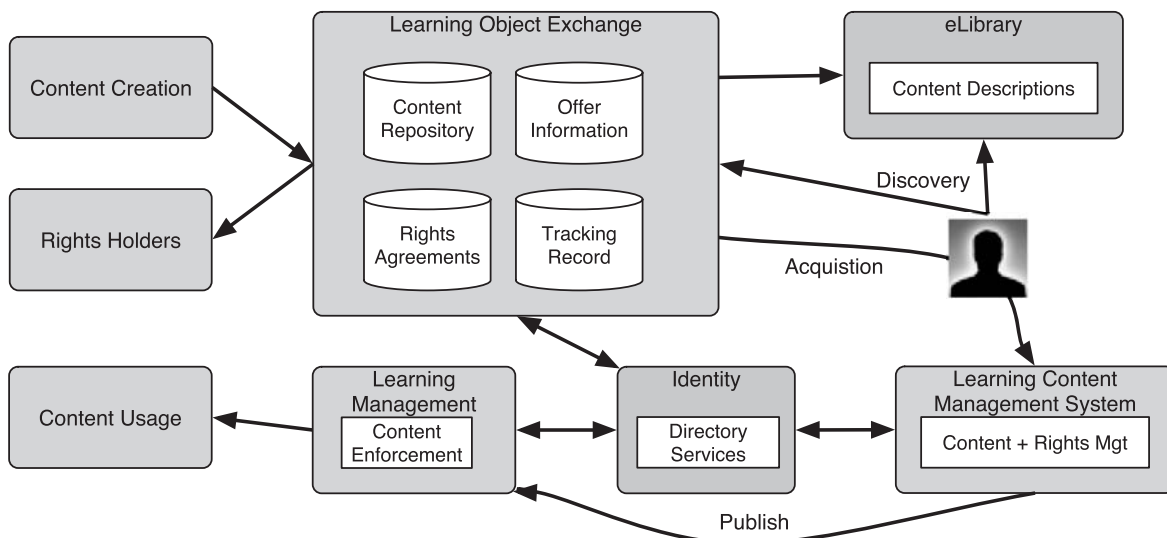 Learning Object Exchange
eLibrary
Content Creation
Content
Repository
Offer
Information
Content Descriptions
Rights Holders
Rights
Agreements
Tracking
Record
Discovery
Acquistion
Content Usage
Learning
Management
Content
Enforcement
Identity
Directory
Services
Learning Content
Management System
Content + Rights Mgt
Publish